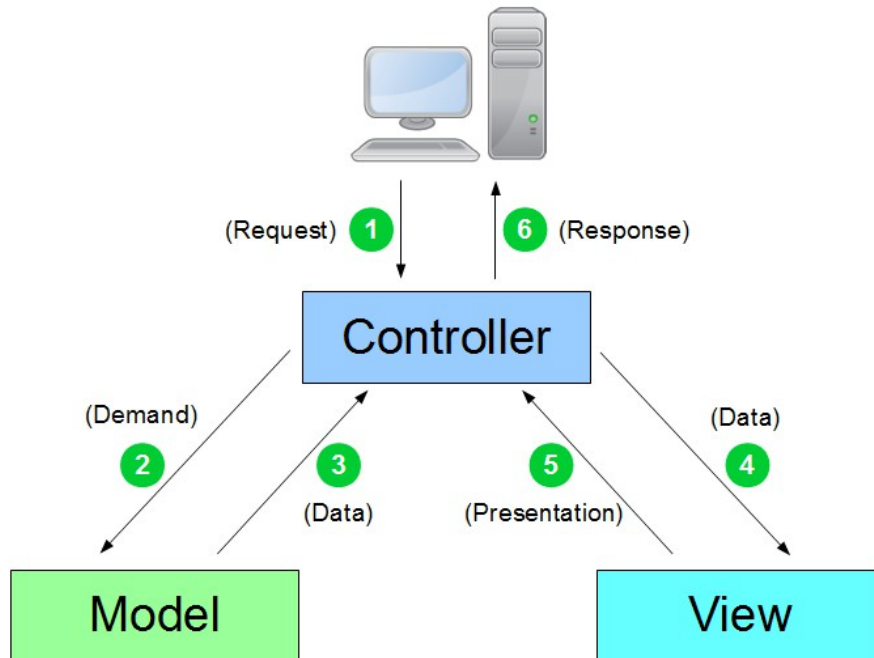 (Request) 1
6 (Response)
Controller
(Demand)
2
3
(Data)
5
(Presentation)
(Data)
4
Model
View